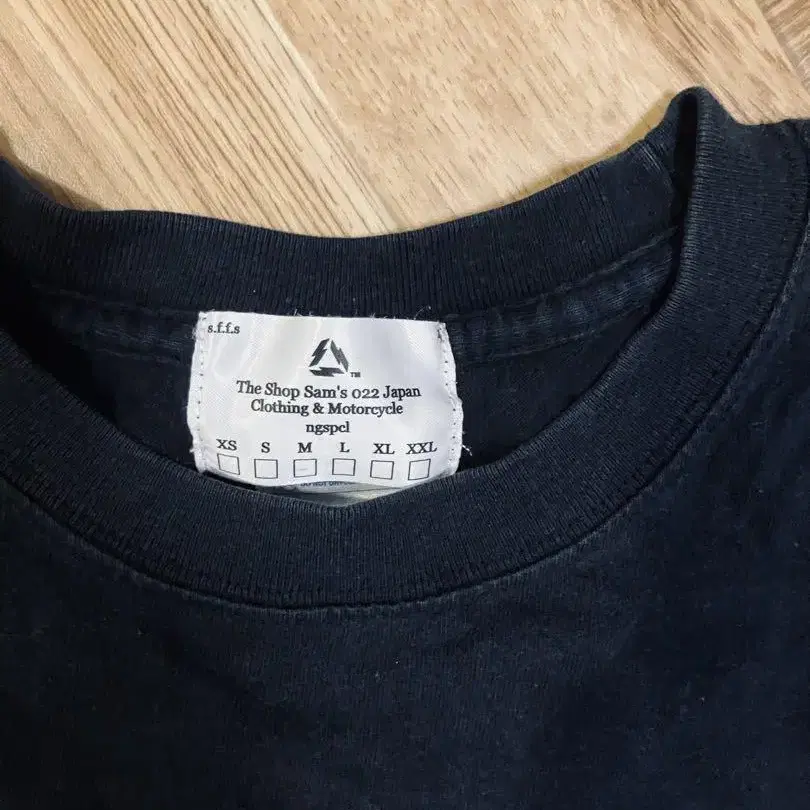 s.f.f.s
TM
The Shop Sam's 022 Japan
Clothing & Motorcycle
ngspcl
XS S M L XL XXL